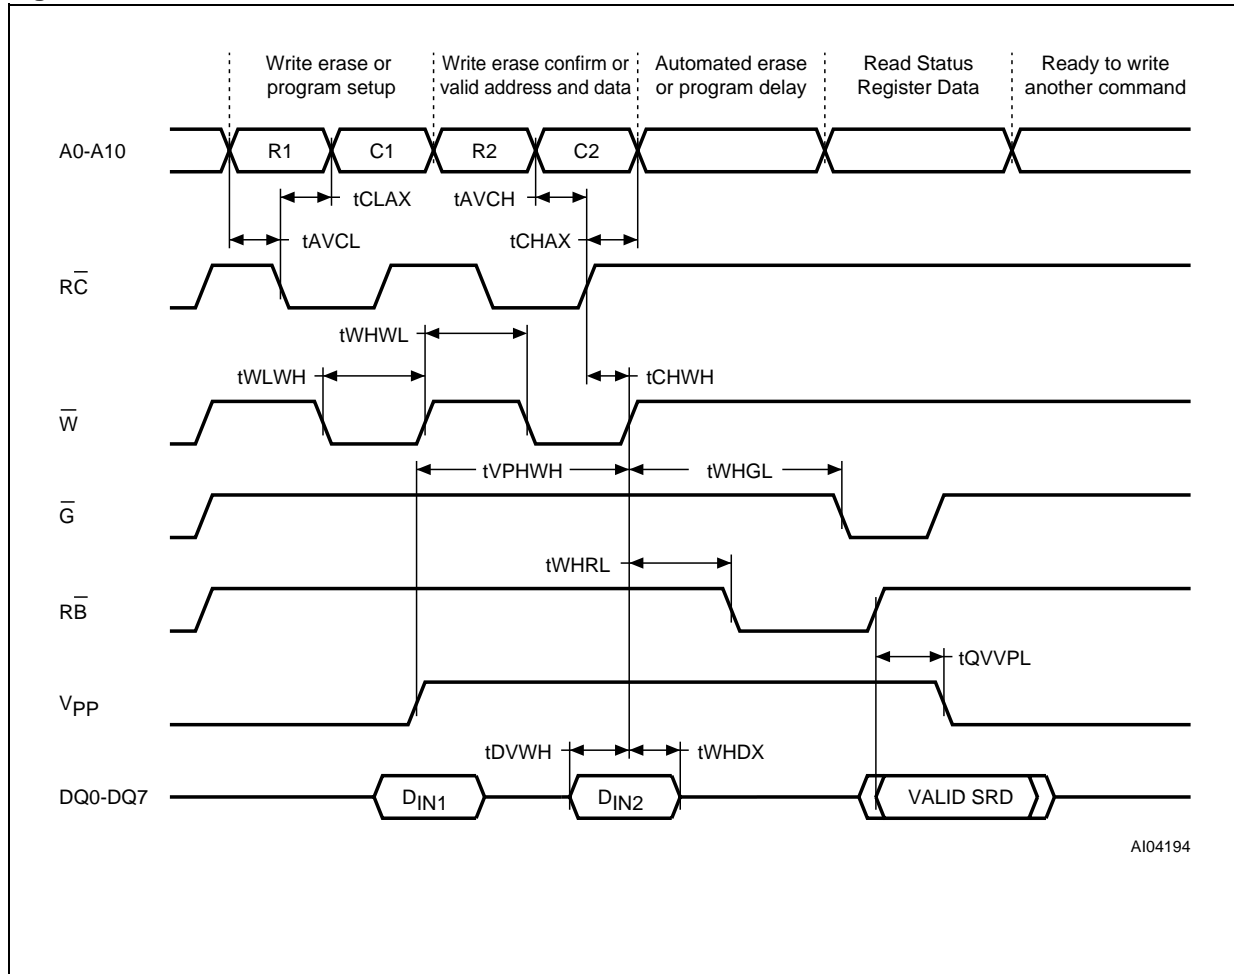 Write erase or
program setup
Write erase confirm or
valid address and data
Automated erase
or program delay
Read Status
Register Data
Ready to write
another command
A0-A10
R1
C1
R2
C2
tCLAX
tAVCH
tAVCL
tCHAX
RC̅
tWHWL
tWLWH
tCHWH
W̅
tVPHWH
tWHGL
G̅
tWHRL
RB̅
tQVVPL
VPP
tDVWH
tWHDX
DQ0-DQ7
DIN1
DIN2
VALID SRD
AI04194